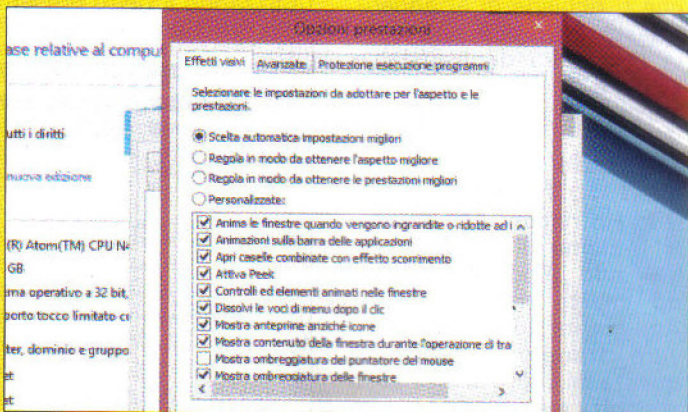 Opzioni prestazioni
ase relative al compu
Effetti visivi Avanzate Protezione esecuzione programmi
Selezionare le impostazioni da adottare per l'aspetto e le
prestazioni.
utti i diritti
Scelta automatica impostazioni migliori
Regola in modo da ottenere l'aspetto migliore
nuova edizione
Regola in modo da ottenere le prestazioni migliori
Personalizzate:
Anima le finestre quando vengono ingrandite o ridotte ad i
(R) Atom(TM) CPU N4
Animazioni sulla barra delle applicazioni
Apri caselle combinate con effetto scorrimento
GB
Attiva Peek
ema operativo a 32 bit,
Controlli ed elementi animati nelle finestre
Dissolvi le voci di menu dopo il clic
porto tocco limitato co
Mostra anteprime anziché icone
Mostra contenuto della finestra durante l'operazione di tra
ter, dominio e gruppo
Mostra ombreggiatura del puntatore del mouse
et
Mostra ombreggiatura delle finestre
et